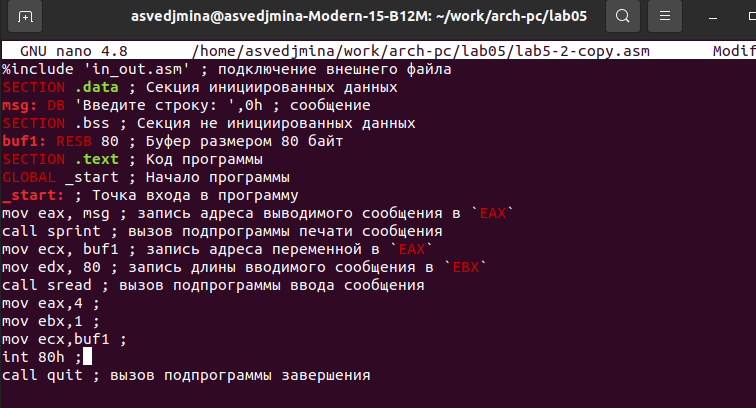 asvedjmina@asvedjmina-Modern-15-B12M: ~/work/arch-pc/lab05
GNU nano 4.8 /home/asvedjmina/work/arch-pc/lab05/lab5-2-copy.asm Modif
%include 'in_out.asm' ; подключение внешнего файла
SECTION .data ; Секция инициированных данных
msg: DB 'Введите строку: ',0h ; сообщение
SECTION .bss ; Секция не инициированных данных
buf1: RESB 80 ; Буфер размером 80 байт
SECTION .text ; Код программы
GLOBAL _start ; Начало программы
_start: ; Точка входа в программу
mov eax, msg ; запись адреса выводимого сообщения в `EAX`
call sprint ; вызов подпрограммы печати сообщения
mov ecx, buf1 ; запись адреса переменной в `EAX`
mov edx, 80 ; запись длины вводимого сообщения в `EBX`
call sread ; вызов подпрограммы ввода сообщения
mov eax,4 ;
mov ebx,1 ;
mov ecx,buf1 ;
int 80h ;
call quit ; вызов подпрограммы завершения